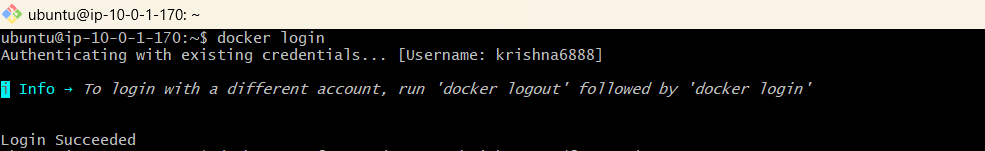 ubuntu@ip-10-0-1-170: ~
ubuntu@ip-10-0-1-170:~$ docker login
Authenticating with existing credentials... [Username: krishna6888]
i Info → To login with a different account, run 'docker logout' followed by 'docker login'
Login Succeeded